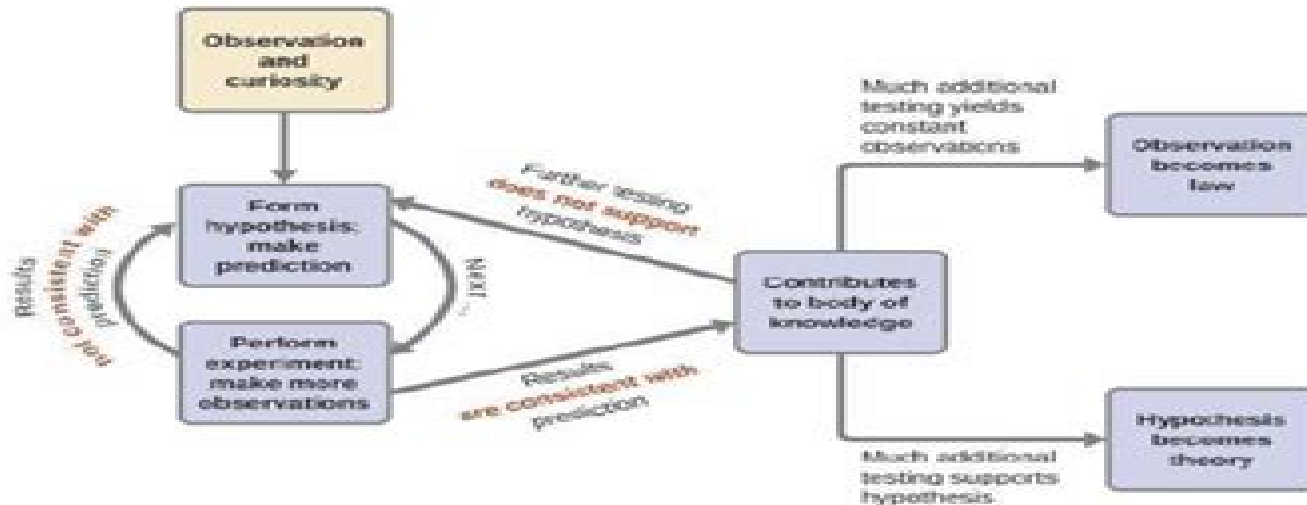 Observation
and
curiosity
Form
hypothesis;
make
prediction
Perform
experiment;
make more
observations
Results
not consistent with
prediction
Next...
Further testing
does not support
hypothesis
Results
are consistent with
prediction
Contributes
to body of
knowledge
Much additional
testing yields
constant
observations
Observation
becomes
law
Much additional
testing supports
hypothesis
Hypothesis
becomes
theory